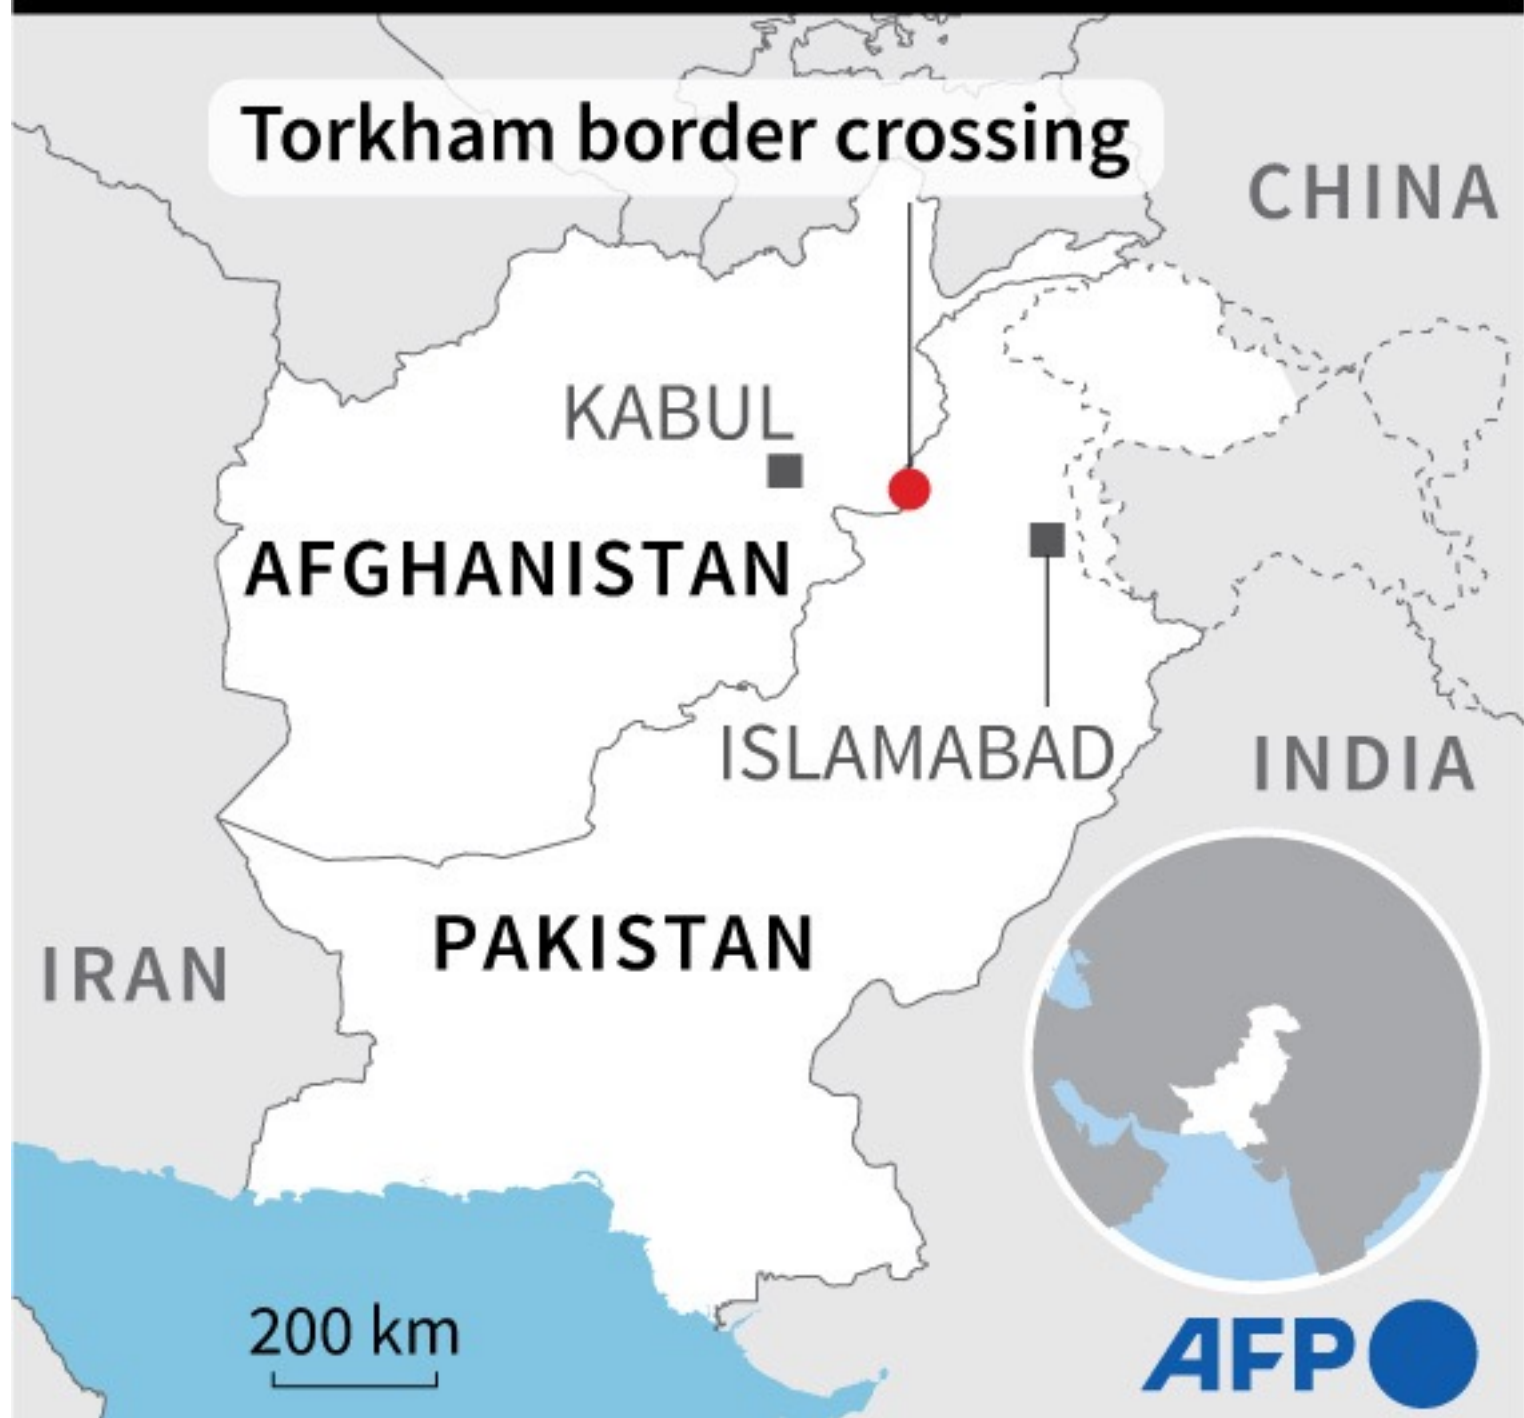 Torkham border crossing
CHINA
KABUL
AFGHANISTAN
ISLAMABAD
INDIA
PAKISTAN
IRAN
200 km
AFP